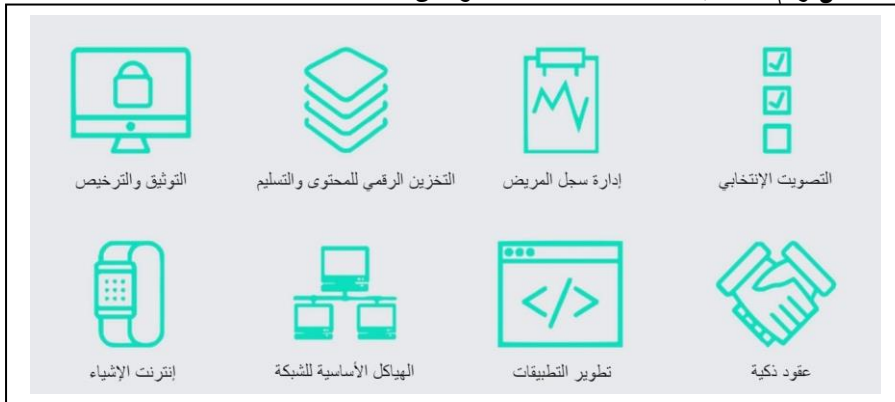 التصويت الإنتخابي
إدارة سجل المريض
التخزين الرقمي للمحتوى والتسليم
التوثيق والترخيص
عقود ذكية
تطوير التطبيقات
الهياكل الأساسية للشبكة
إنترنت الإشياء